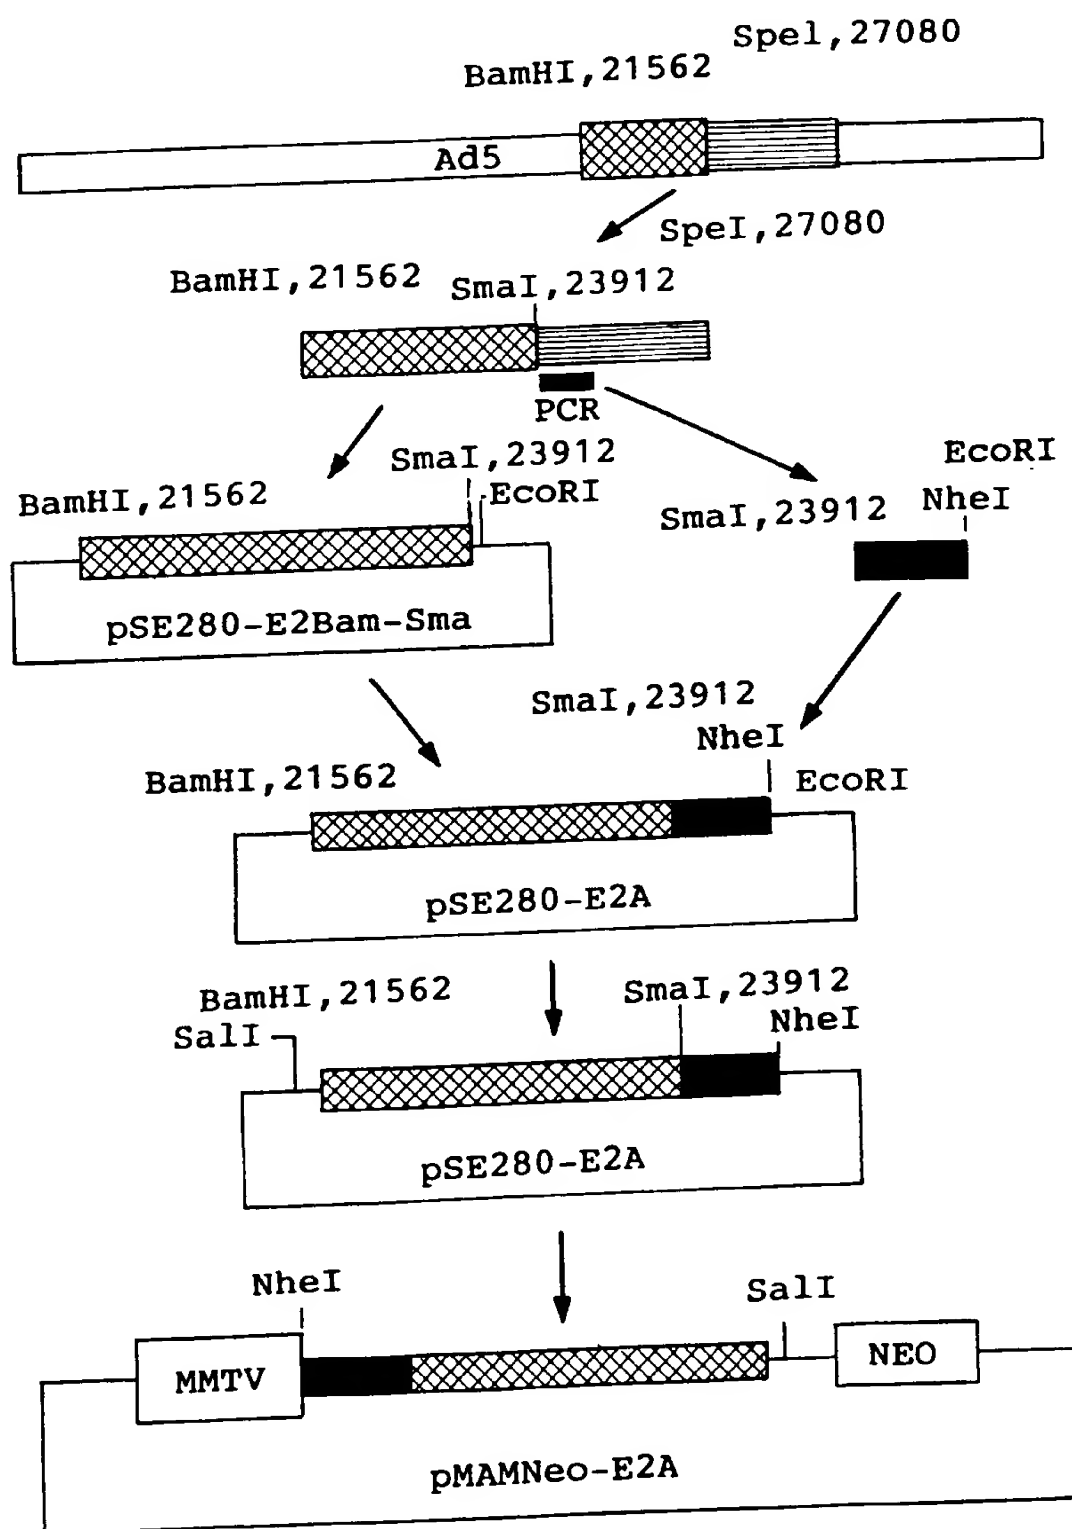 SpeI,27080
BamHI,21562
Ad5
SpeI,27080
BamHI,21562
SmaI,23912
PCR
SmaI,23912
EcoRI
BamHI,21562
EcoRI
NheI
SmaI,23912
pSE280-E2Bam-Sma
SmaI,23912
NheI
BamHI,21562
EcoRI
pSE280-E2A
BamHI,21562
SmaI,23912
SalI
NheI
pSE280-E2A
NheI
SalI
MMTV
NEO
pMAMNeo-E2A